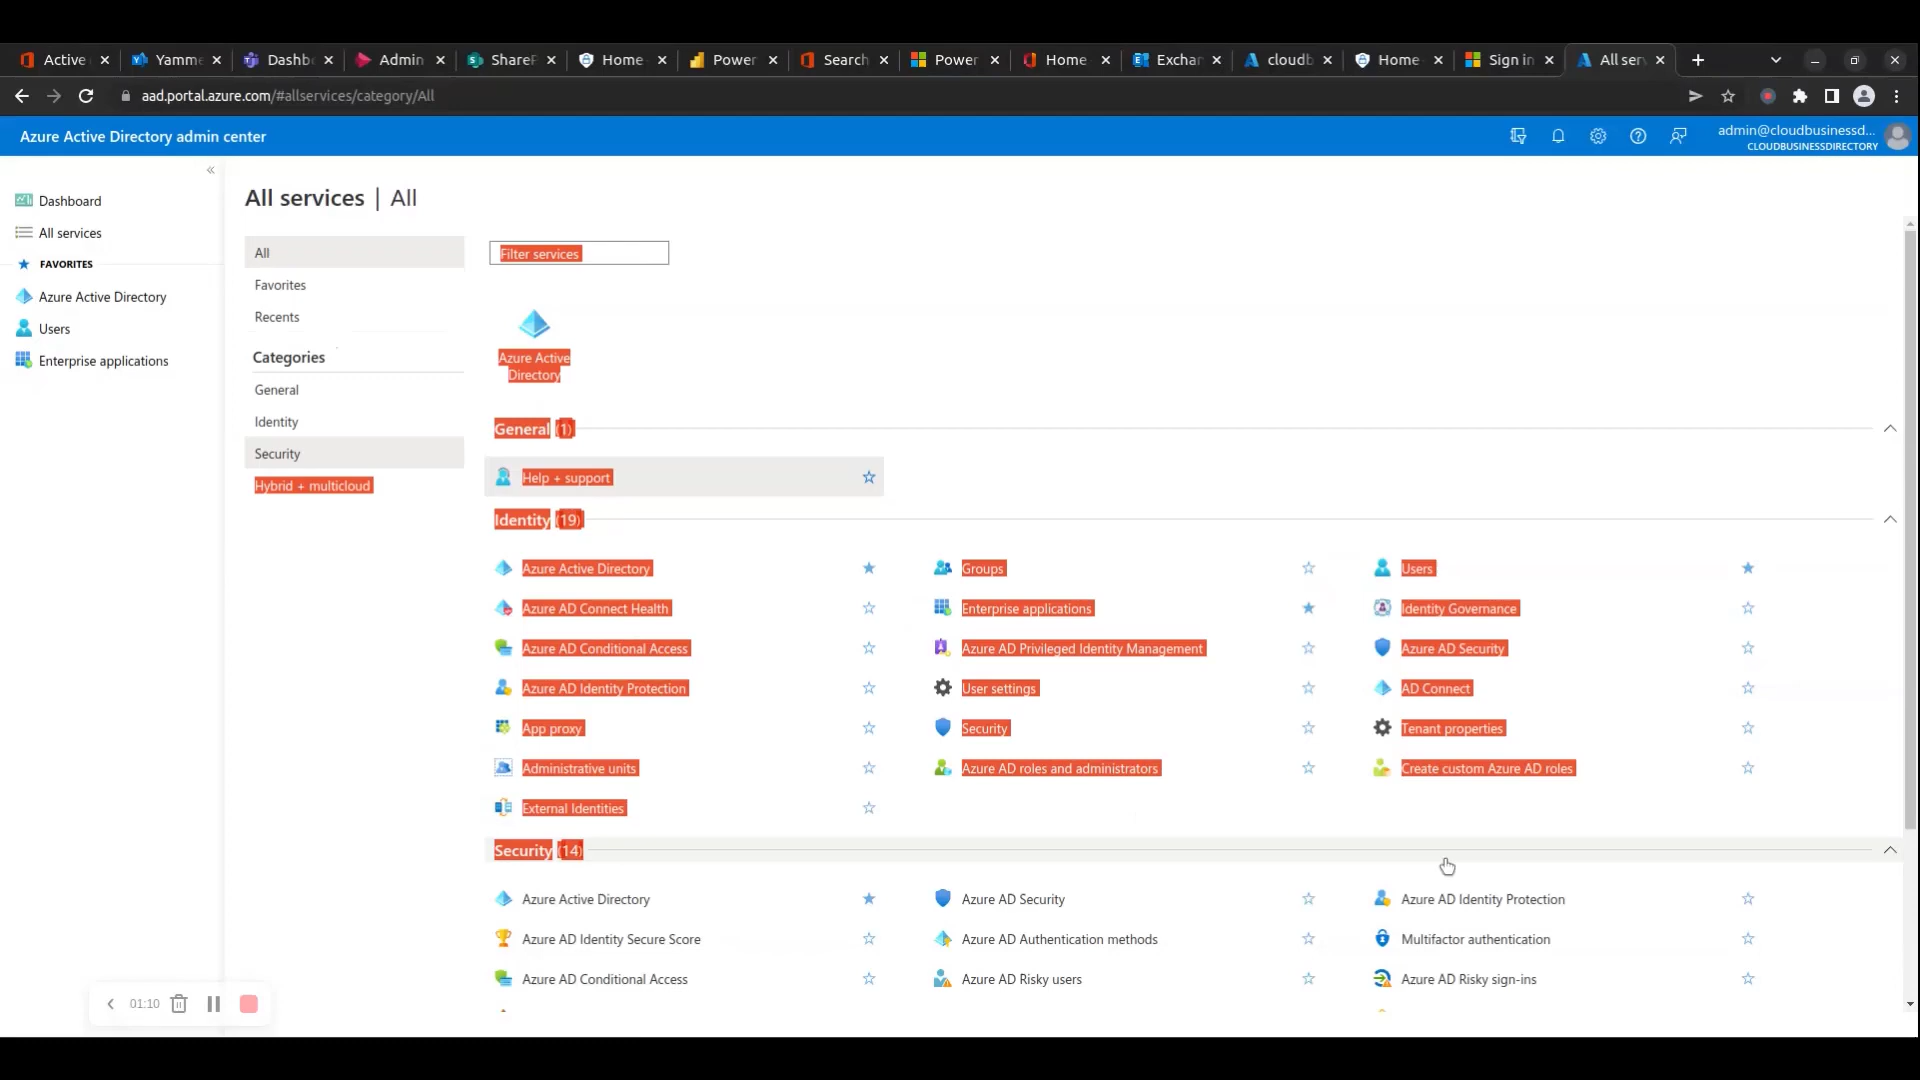 Active
Yamme
Dashb
Admin
ShareP
Home
Power
Search
Power
Home
Exchan
cloudb
Home
Sign in
All serv
aad.portal.azure.com/#allservices/category/All
Azure Active Directory admin center
admin@cloudbusinessd...
CLOUDBUSINESSDIRECTORY
«
Dashboard
All services
FAVORITES
Azure Active Directory
Users
Enterprise applications
All services | All
All
Favorites
Recents
Categories
General
Identity
Security
Hybrid + multicloud
Filter services
Azure Active
Directory
General (1)
Help + support
Identity (19)
Azure Active Directory
Groups
Users
Azure AD Connect Health
Enterprise applications
Identity Governance
Azure AD Conditional Access
Azure AD Privileged Identity Management
Azure AD Security
Azure AD Identity Protection
User settings
AD Connect
App proxy
Security
Tenant properties
Administrative units
Azure AD roles and administrators
Create custom Azure AD roles
External Identities
Security (14)
Azure Active Directory
Azure AD Security
Azure AD Identity Protection
Azure AD Identity Secure Score
Azure AD Authentication methods
Multifactor authentication
Azure AD Conditional Access
Azure AD Risky users
Azure AD Risky sign-ins
01:10